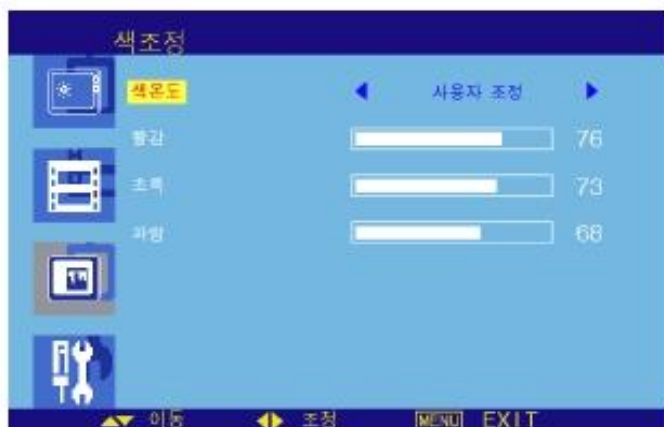 색조정
색온도 ◀ 사용자 조정 ▶
빨강 76
초록 73
파랑 68
▲▼ 이동 ◀▶ 조정 MENU EXIT